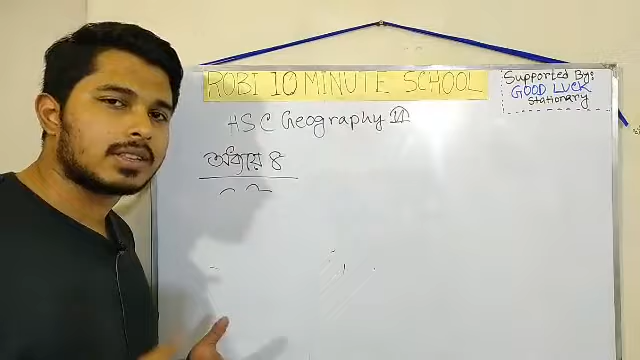 ROBI 10 MINUTE SCHOOL
Supported By:
GOOD LUCK
Stationary
HSC Geography
অধ্যায় ৪